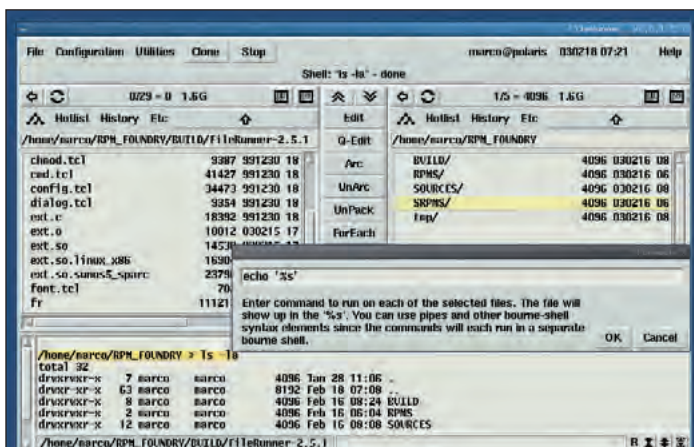 File Configuration Utilities Clone Stop marco@polaris 030218 07:21 Help
Shell: "ls -la" - done
0/29 = 0 1.6G
1/5 = 4096 1.6G
Hotlist History Etc
Hotlist History Etc
/home/marco/RPM_FOUNDRY/BUILD/FileRunner-2.5.1
/home/marco/RPM_FOUNDRY
chmod.tcl 9387 991230 18
cmd.tcl 41427 991230 18
config.tcl 34473 991230 18
dialog.tcl 9354 991230 18
ext.c 18392 991230 18
ext.o 10012 030215 17
ext.so 14530
ext.so.linux_x86 1690
ext.so.sunos5_sparc 2379
font.tcl 70
fr 11121
Edit
Q-Edit
Arc
UnArc
UnPack
ForEach
BUILD/ 4096 030216 08
RPMS/ 4096 030216 06
SOURCES/ 4096 030216 08
SRPMS/ 4096 030216 06
tmp/ 4096 030216 08
echo '%s'
Enter command to run on each of the selected files. The file
will show up in the '%s'. You can use pipes and other bourne-shell
syntax elements since the commands will each run in a separate
bourne shell.
OK Cancel
/home/marco/RPM_FOUNDRY > ls -la
total 32
drwxrwxr-x 7 marco marco 4096 Jan 28 11:06 .
drwxr-xr-x 63 marco marco 8192 Feb 18 07:08 ..
drwxrwxr-x 8 marco marco 4096 Feb 16 08:24 BUILD
drwxrwxr-x 2 marco marco 4096 Feb 16 06:04 RPMS
drwxrwxr-x 12 marco marco 4096 Feb 16 08:08 SOURCES
/home/marco/RPM_FOUNDRY/BUILD/FileRunner-2.5.1